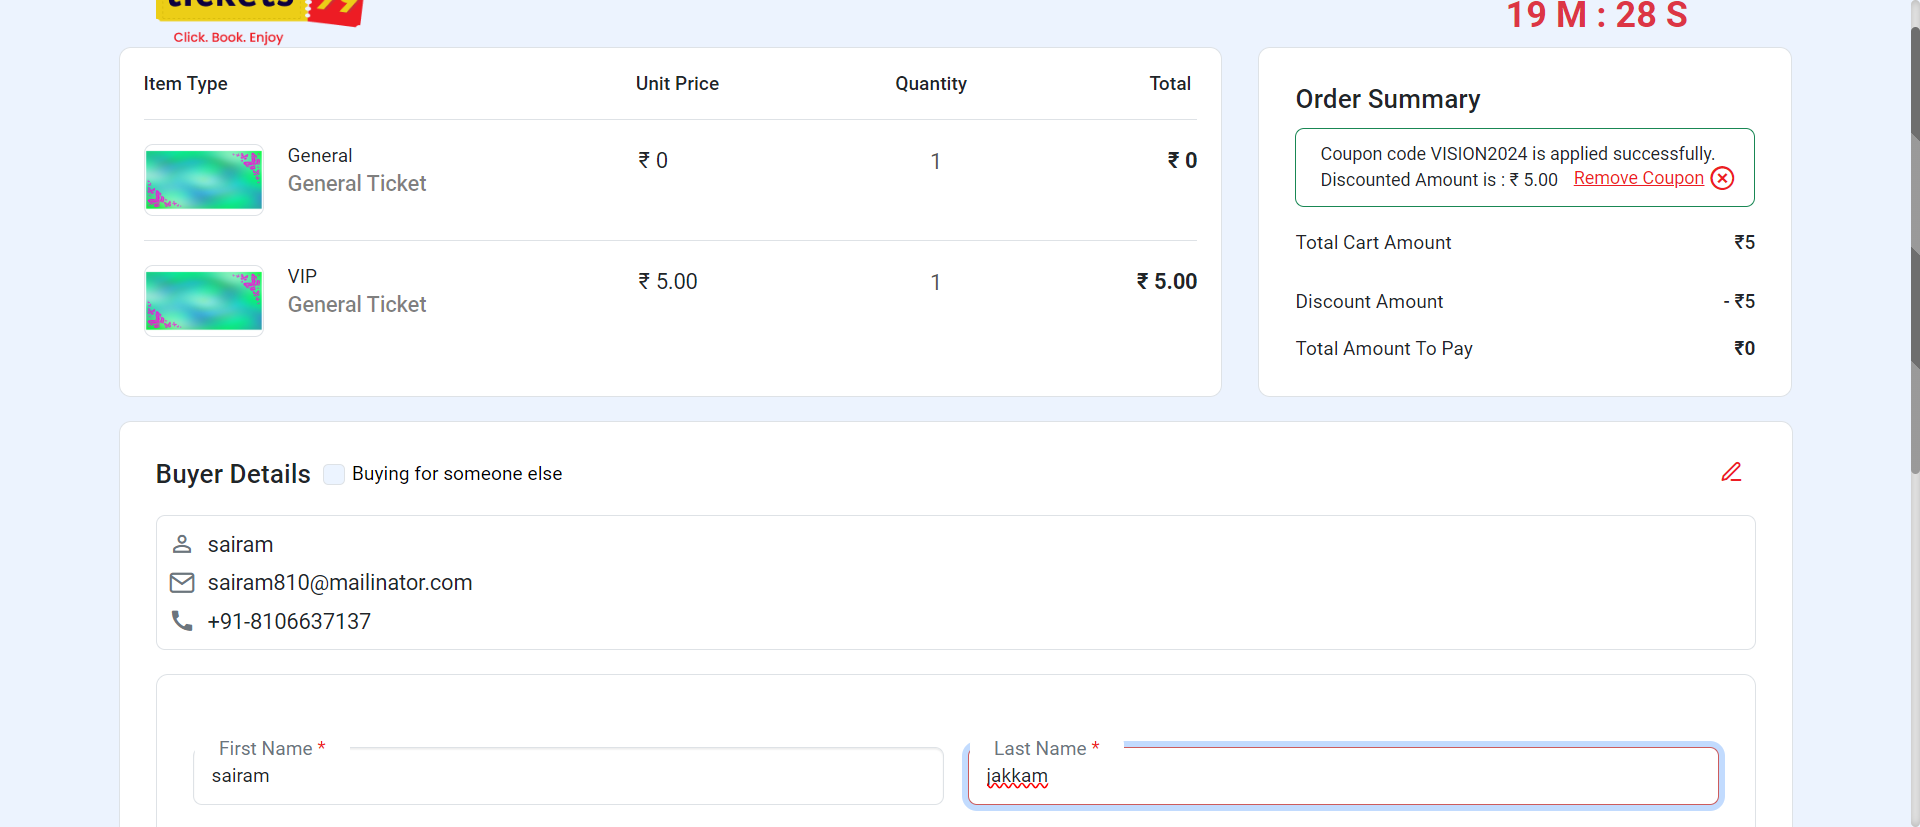 tickets 99
Click. Book. Enjoy
19 M : 28 S
Item Type Unit Price Quantity Total
General
General Ticket
₹ 0 1 ₹ 0
VIP
General Ticket
₹ 5.00 1 ₹ 5.00
Order Summary
Coupon code VISION2024 is applied successfully.
Discounted Amount is : ₹ 5.00 Remove Coupon
Total Cart Amount ₹5
Discount Amount - ₹5
Total Amount To Pay ₹0
Buyer Details Buying for someone else
sairam
sairam810@mailinator.com
+91-8106637137
First Name * Last Name *
sairam jakkam